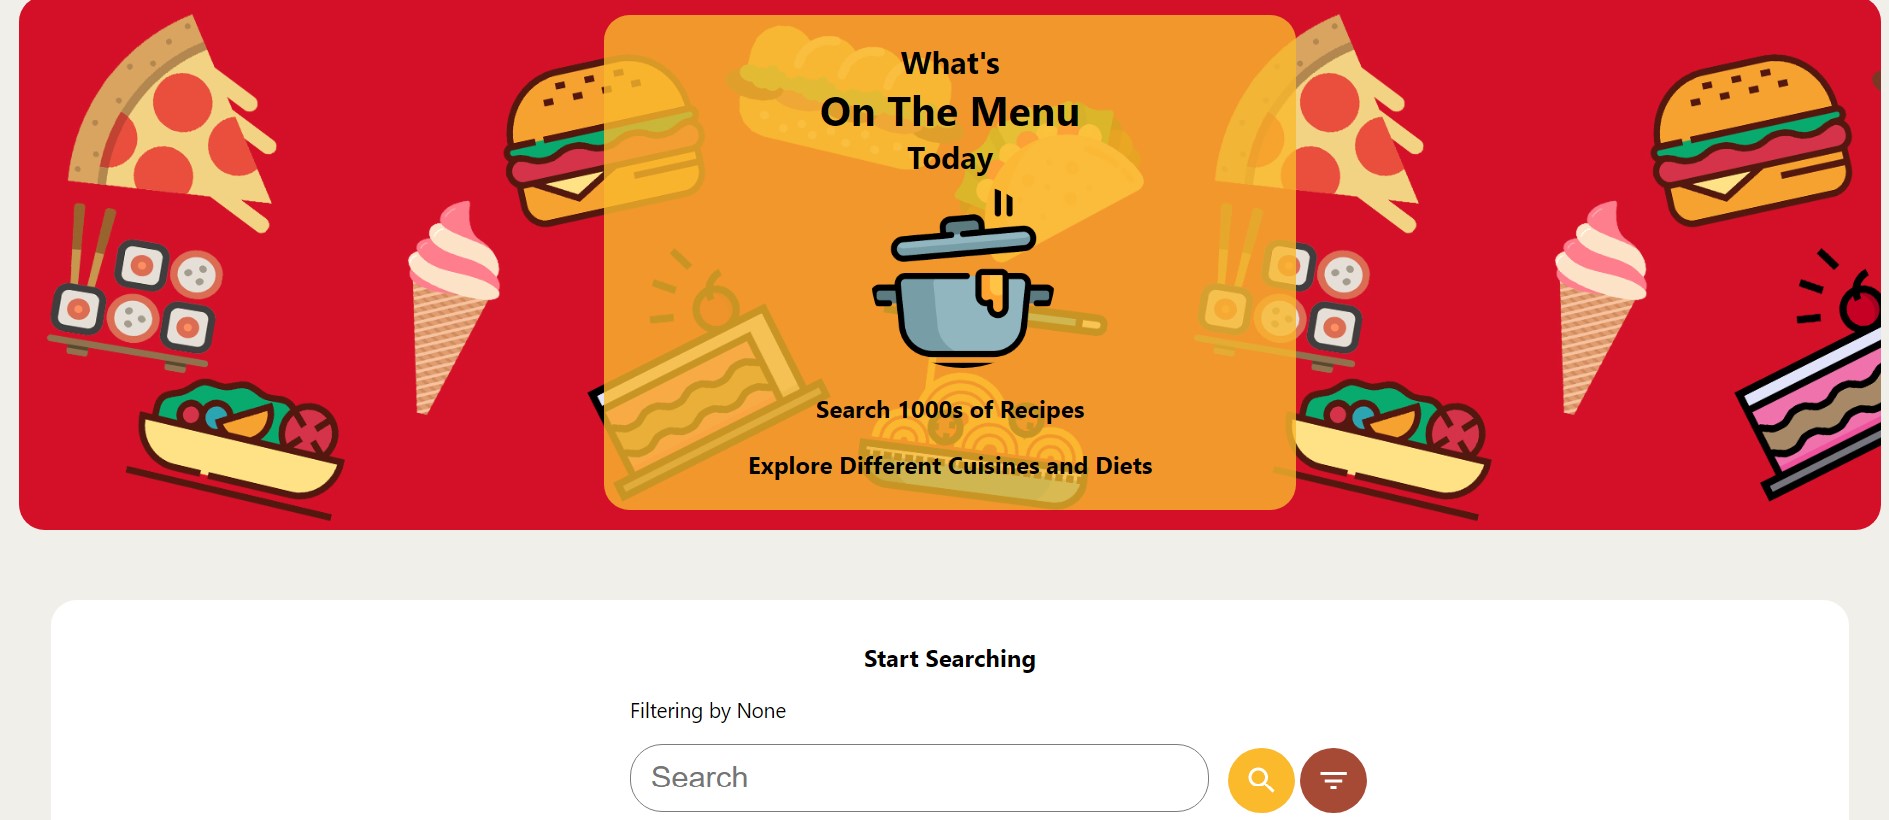 What's
On The Menu
Today
Search 1000s of Recipes
Explore Different Cuisines and Diets
Start Searching
Filtering by None
Search